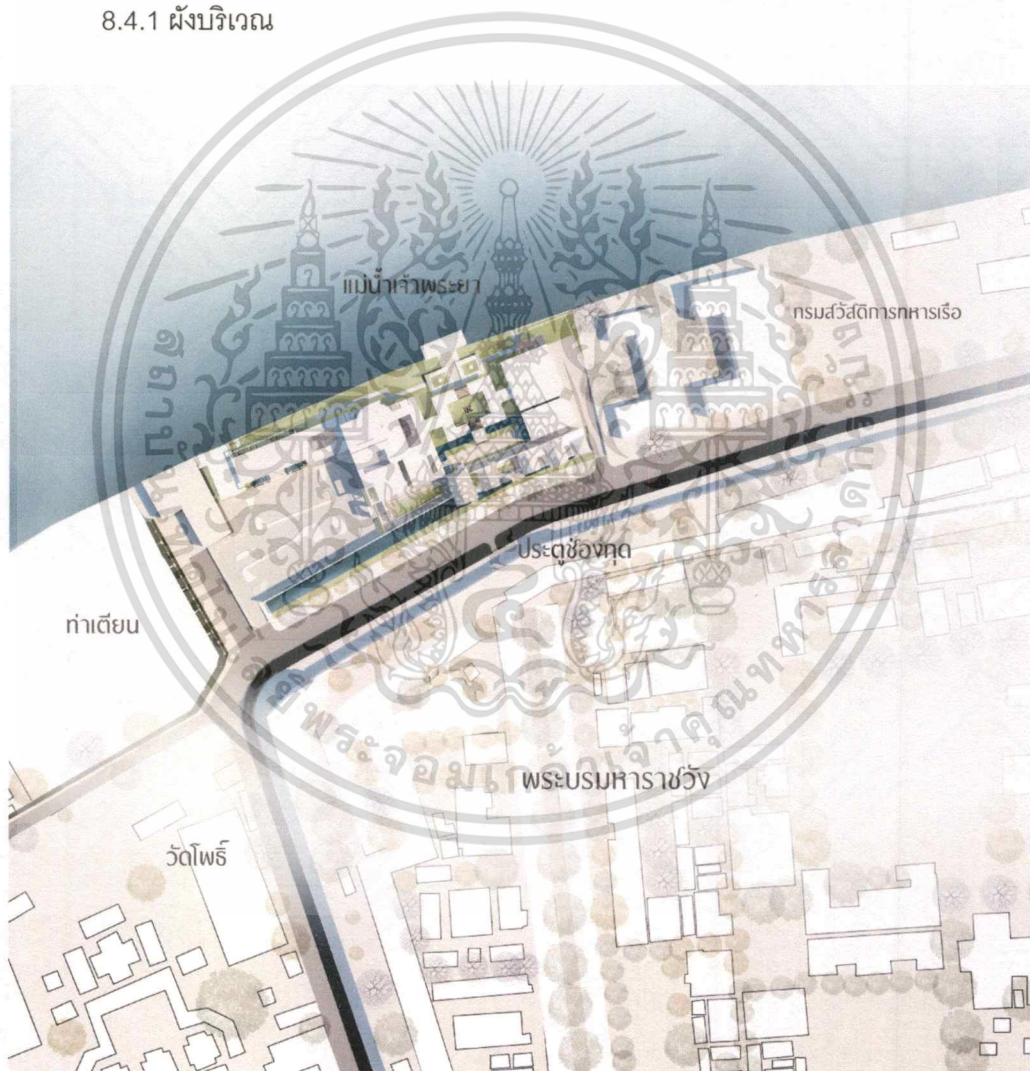 8.4.1 ผังบริเวณ
แม่น้ำเจ้าพระยา
กรมสวัสดิการทหารเรือ
ประตูช่องกุด
ท่าเตียน
พระบรมมหาราชวัง
วัดโพธิ์